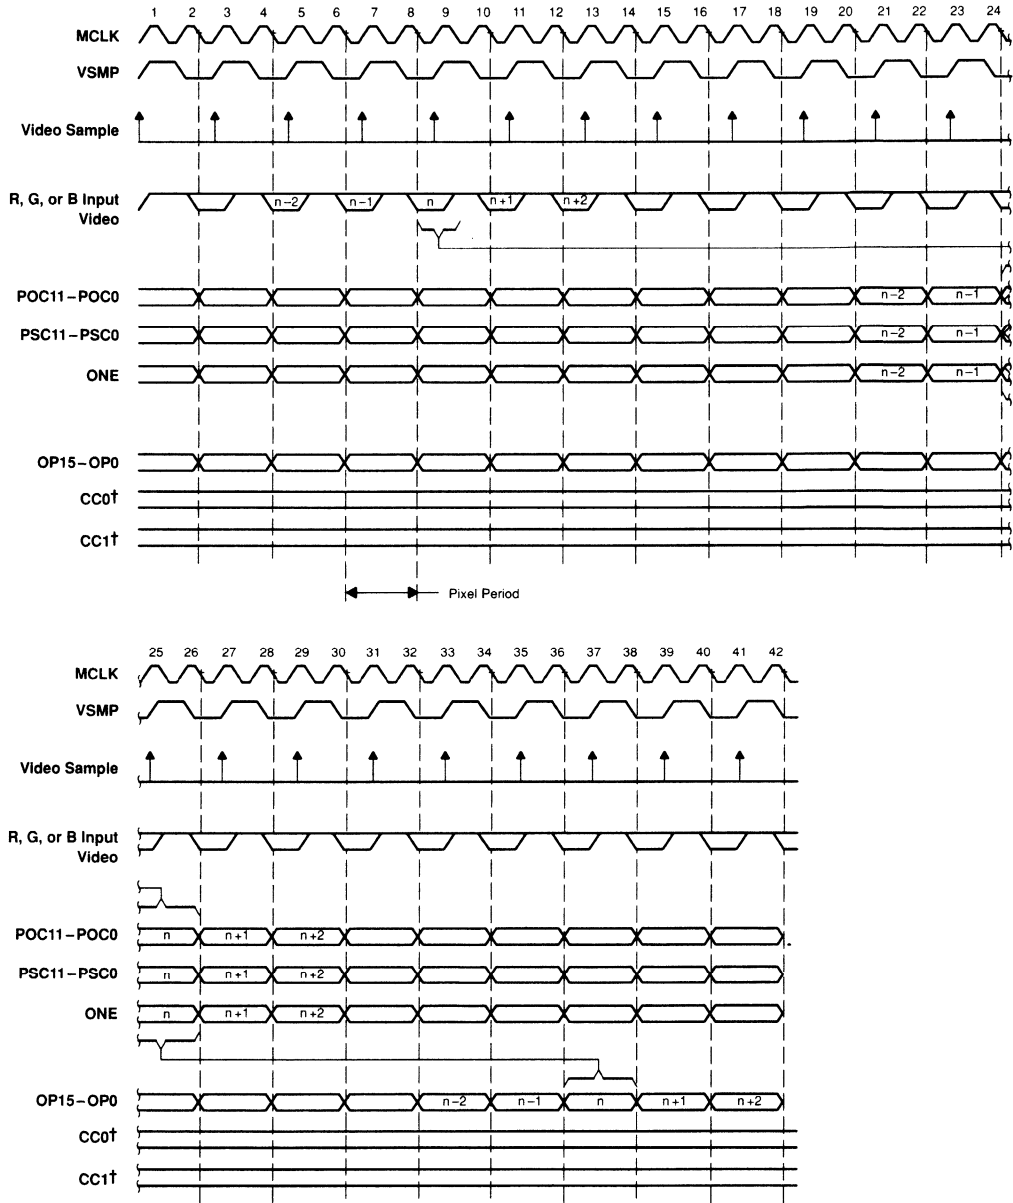 1 2 3 4 5 6 7 8 9 10 11 12 13 14 15 16 17 18 19 20 21 22 23 24
MCLK
VSMP
Video Sample
R, G, or B Input
Video
n-2 n-1 n n+1 n+2
POC11-POC0 n-2 n-1
PSC11-PSC0 n-2 n-1
ONE n-2 n-1
OP15-OP0
CC0†
CC1†
Pixel Period
25 26 27 28 29 30 31 32 33 34 35 36 37 38 39 40 41 42
MCLK
VSMP
Video Sample
R, G, or B Input
Video
POC11-POC0 n n+1 n+2
PSC11-PSC0 n n+1 n+2
ONE n n+1 n+2
OP15-OP0 n-2 n-1 n n+1 n+2
CC0†
CC1†